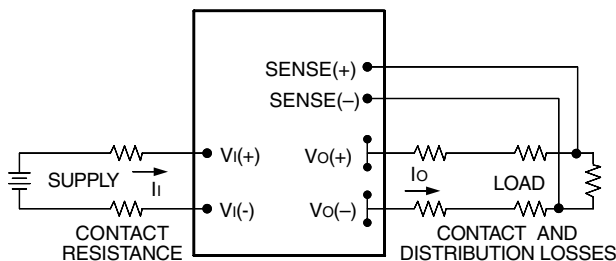 SENSE(+)
SENSE(–)
VI(+)
VO(+)
IO
SUPPLY
II
LOAD
VI(-)
VO(–)
CONTACT
RESISTANCE
CONTACT AND
DISTRIBUTION LOSSES